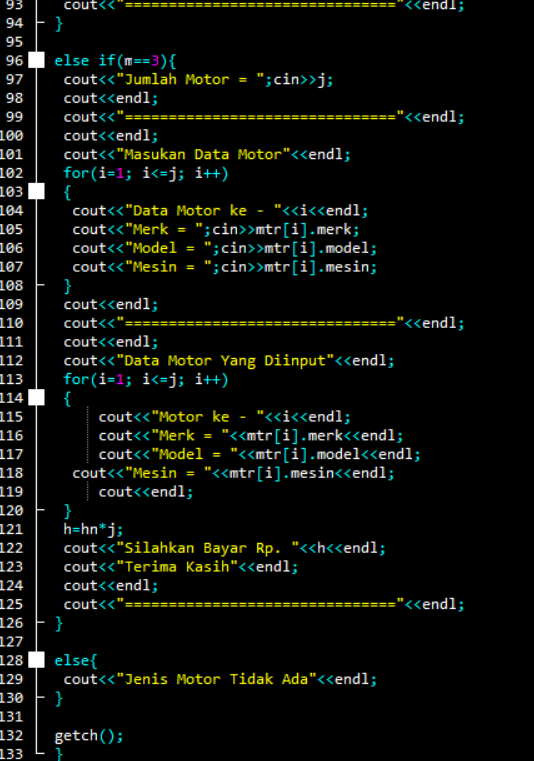 93 cout<<"==============================="<<endl;
94 }
95
96 else if(m==3){
97 cout<<"Jumlah Motor = ";cin>>j;
98 cout<<endl;
99 cout<<"==============================="<<endl;
100 cout<<endl;
101 cout<<"Masukan Data Motor"<<endl;
102 for(i=1; i<=j; i++)
103 {
104 cout<<"Data Motor ke - "<<i<<endl;
105 cout<<"Merk = ";cin>>mtr[i].merk;
106 cout<<"Model = ";cin>>mtr[i].model;
107 cout<<"Mesin = ";cin>>mtr[i].mesin;
108 }
109 cout<<endl;
110 cout<<"==============================="<<endl;
111 cout<<endl;
112 cout<<"Data Motor Yang Diinput"<<endl;
113 for(i=1; i<=j; i++)
114 {
115 cout<<"Motor ke - "<<i<<endl;
116 cout<<"Merk = "<<mtr[i].merk<<endl;
117 cout<<"Model = "<<mtr[i].model<<endl;
118 cout<<"Mesin = "<<mtr[i].mesin<<endl;
119 cout<<endl;
120 }
121 h=hn*j;
122 cout<<"Silahkan Bayar Rp. "<<h<<endl;
123 cout<<"Terima Kasih"<<endl;
124 cout<<endl;
125 cout<<"==============================="<<endl;
126 }
127
128 else{
129 cout<<"Jenis Motor Tidak Ada"<<endl;
130 }
131
132 getch();
133 }